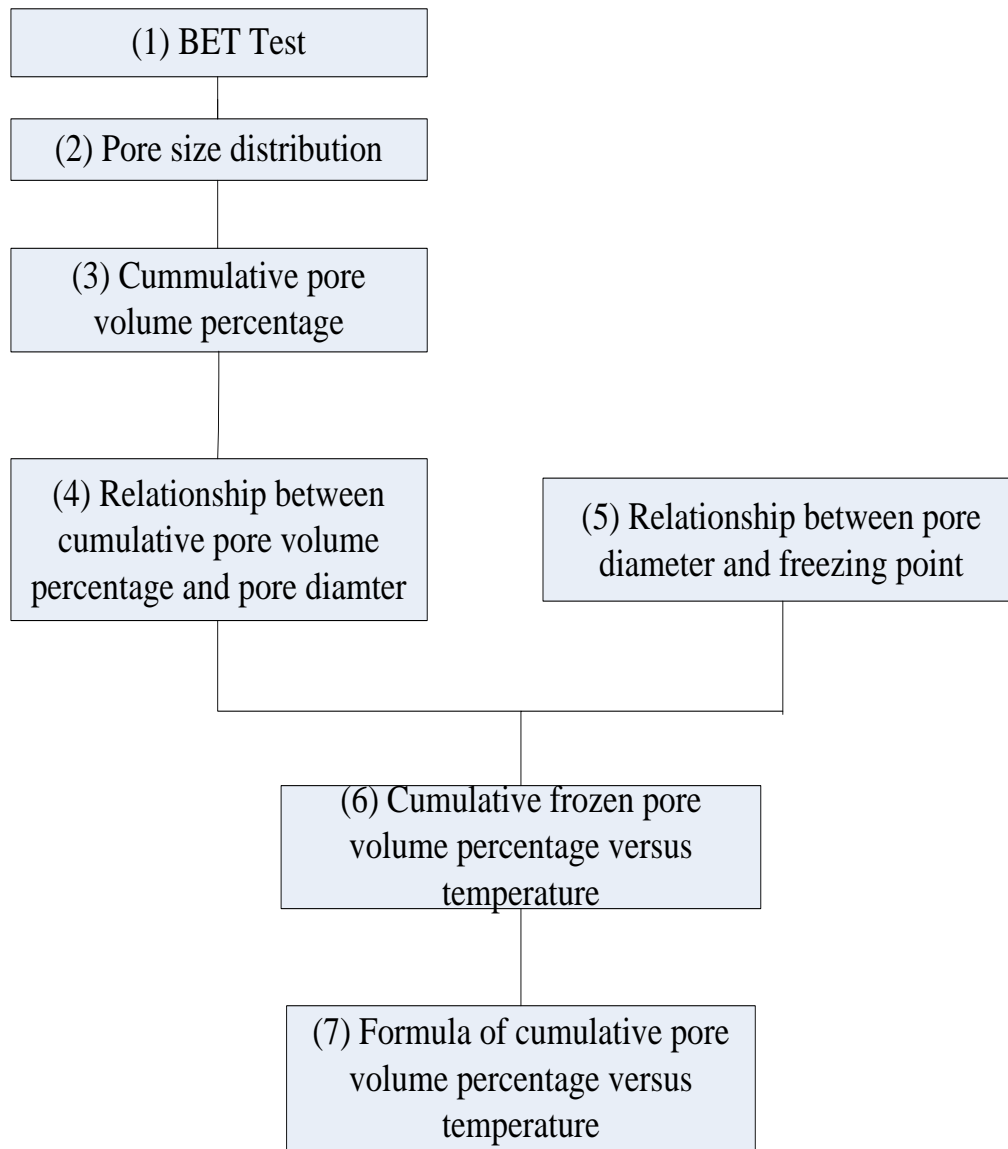 (1) BET Test
(2) Pore size distribution
(3) Cummulative pore
volume percentage
(4) Relationship between
cumulative pore volume
percentage and pore diamter
(5) Relationship between pore
diameter and freezing point
(6) Cumulative frozen pore
volume percentage versus
temperature
(7) Formula of cumulative pore
volume percentage versus
temperature